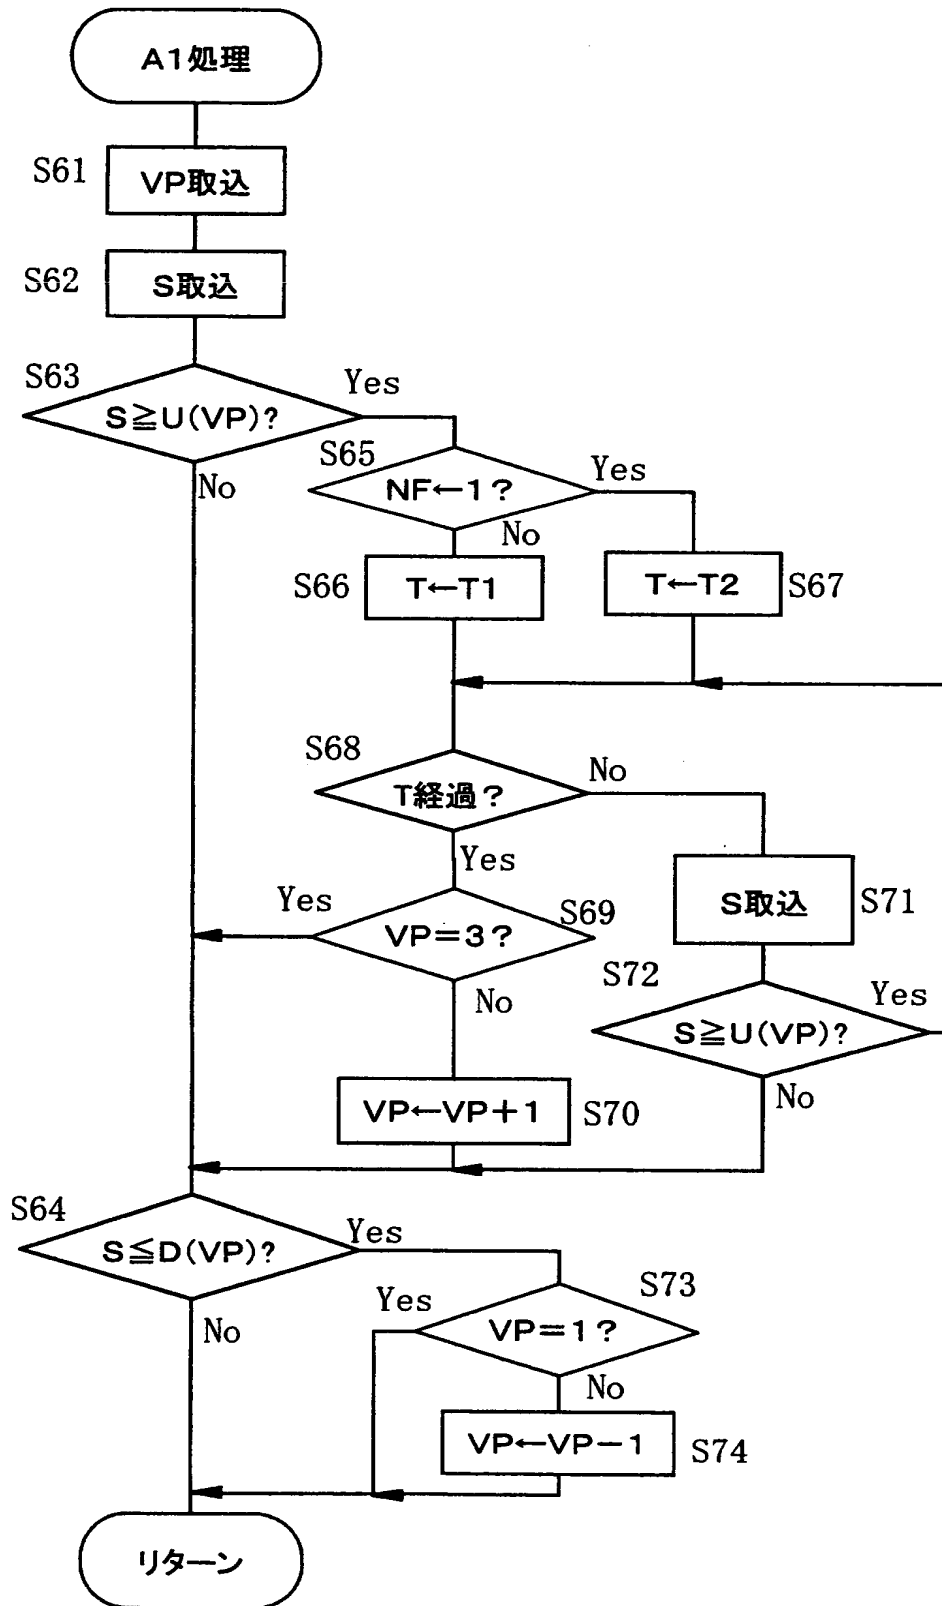 A1処理
S61
VP取込
S62
S取込
S63
Yes
S≧U(VP)?
No
S65
Yes
NF←1?
No
S66
T←T1
T←T2
S67
S68
No
T経過?
Yes
S取込
S71
Yes
S69
VP=3?
No
S72
Yes
S≧U(VP)?
No
VP←VP+1
S70
S64
Yes
S≦D(VP)?
No
S73
Yes
VP=1?
No
VP←VP-1
S74
リターン